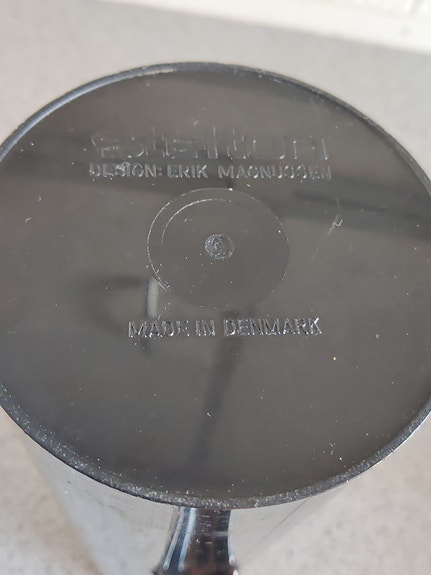 stelton
DESIGN: ERIK MAGNUSSEN
MADE IN DENMARK